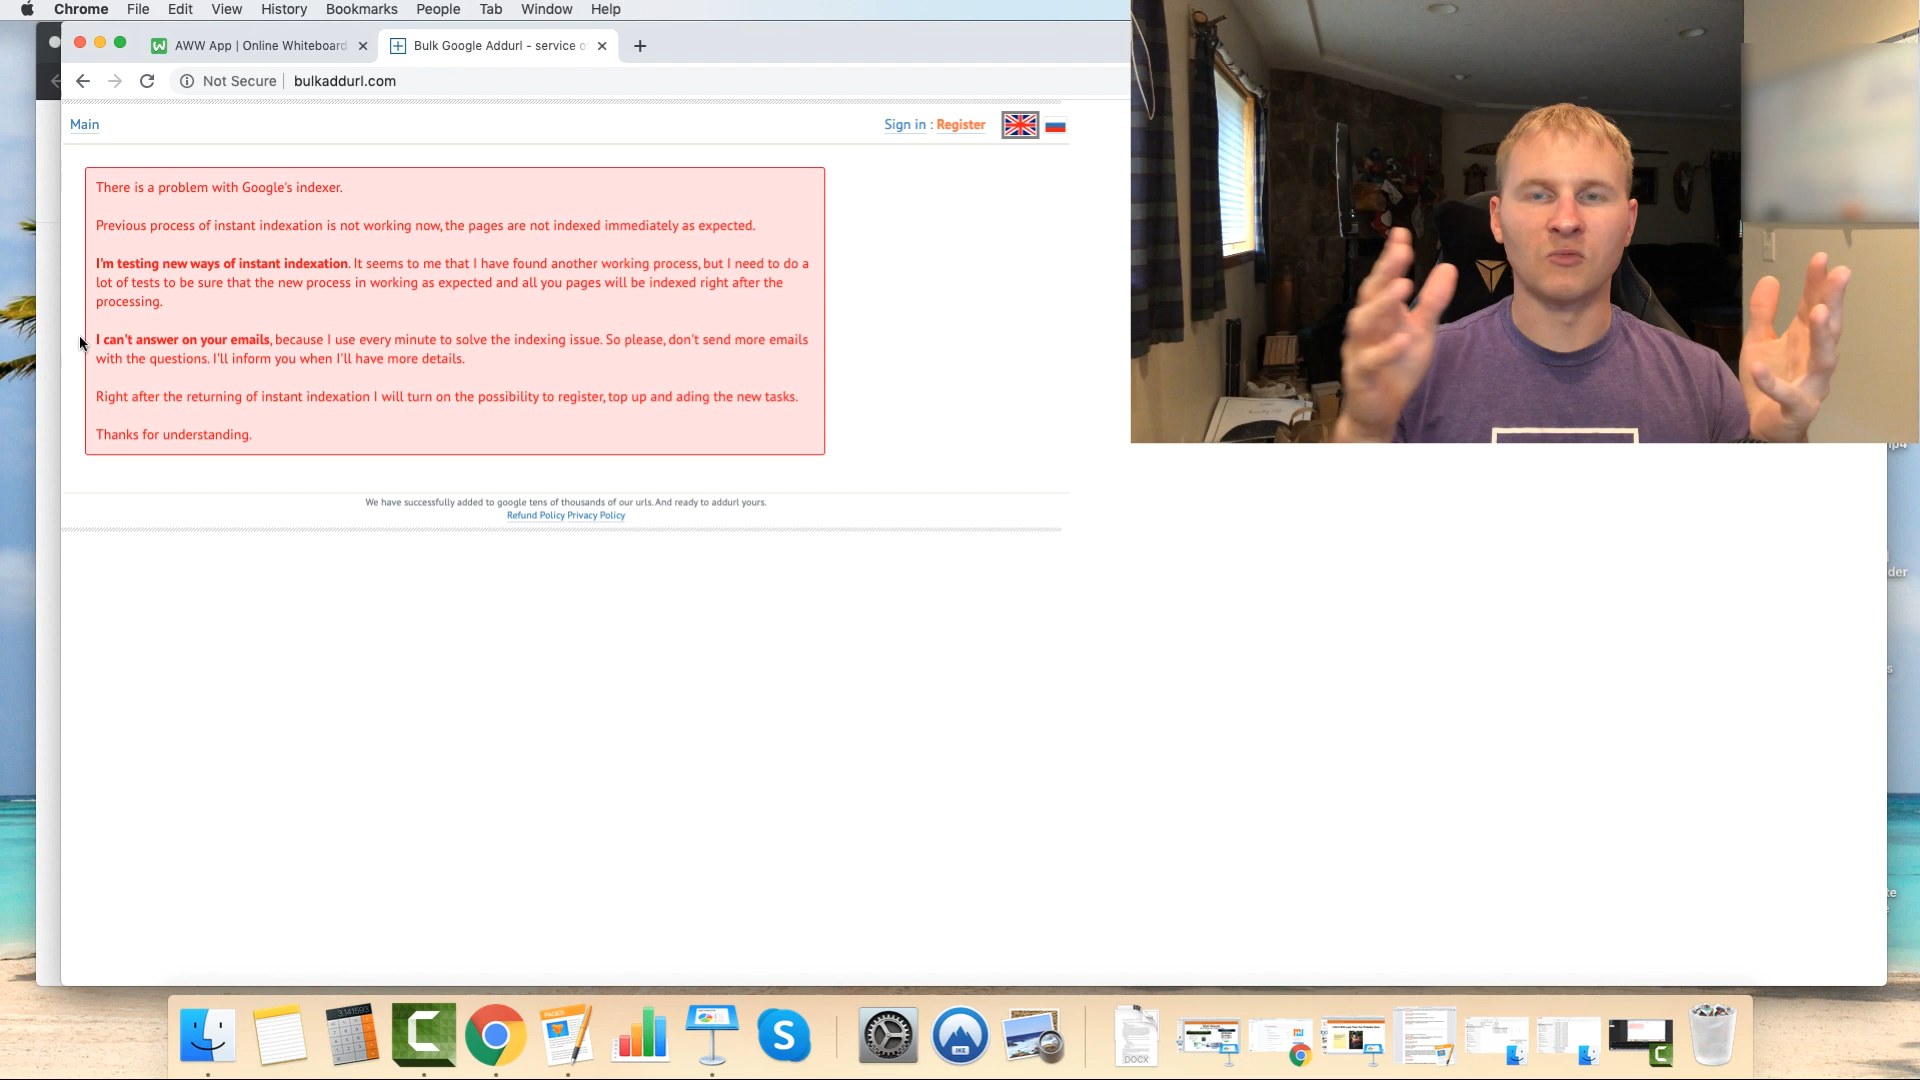 Chrome File Edit View History Bookmarks People Tab Window Help
AWW App | Online Whiteboard
Bulk Google Addurl - service o
Not Secure
bulkaddurl.com
Main
Sign in : Register
There is a problem with Google's indexer.
Previous process of instant indexation is not working now, the pages are not indexed immediately as expected.
I'm testing new ways of instant indexation. It seems to me that I have found another working process, but I need to do a
lot of tests to be sure that the new process in working as expected and all you pages will be indexed right after the
processing.
I can't answer on your emails, because I use every minute to solve the indexing issue. So please, don't send more emails
with the questions. I'll inform you when I'll have more details.
Right after the returning of instant indexation I will turn on the possibility to register, top up and ading the new tasks.
Thanks for understanding.
We have successfully added to google tens of thousands of our urls. And ready to addurl yours.
Refund Policy Privacy Policy
np4
der
s
te
3.141593
PAGES
S
IKE
DOCX